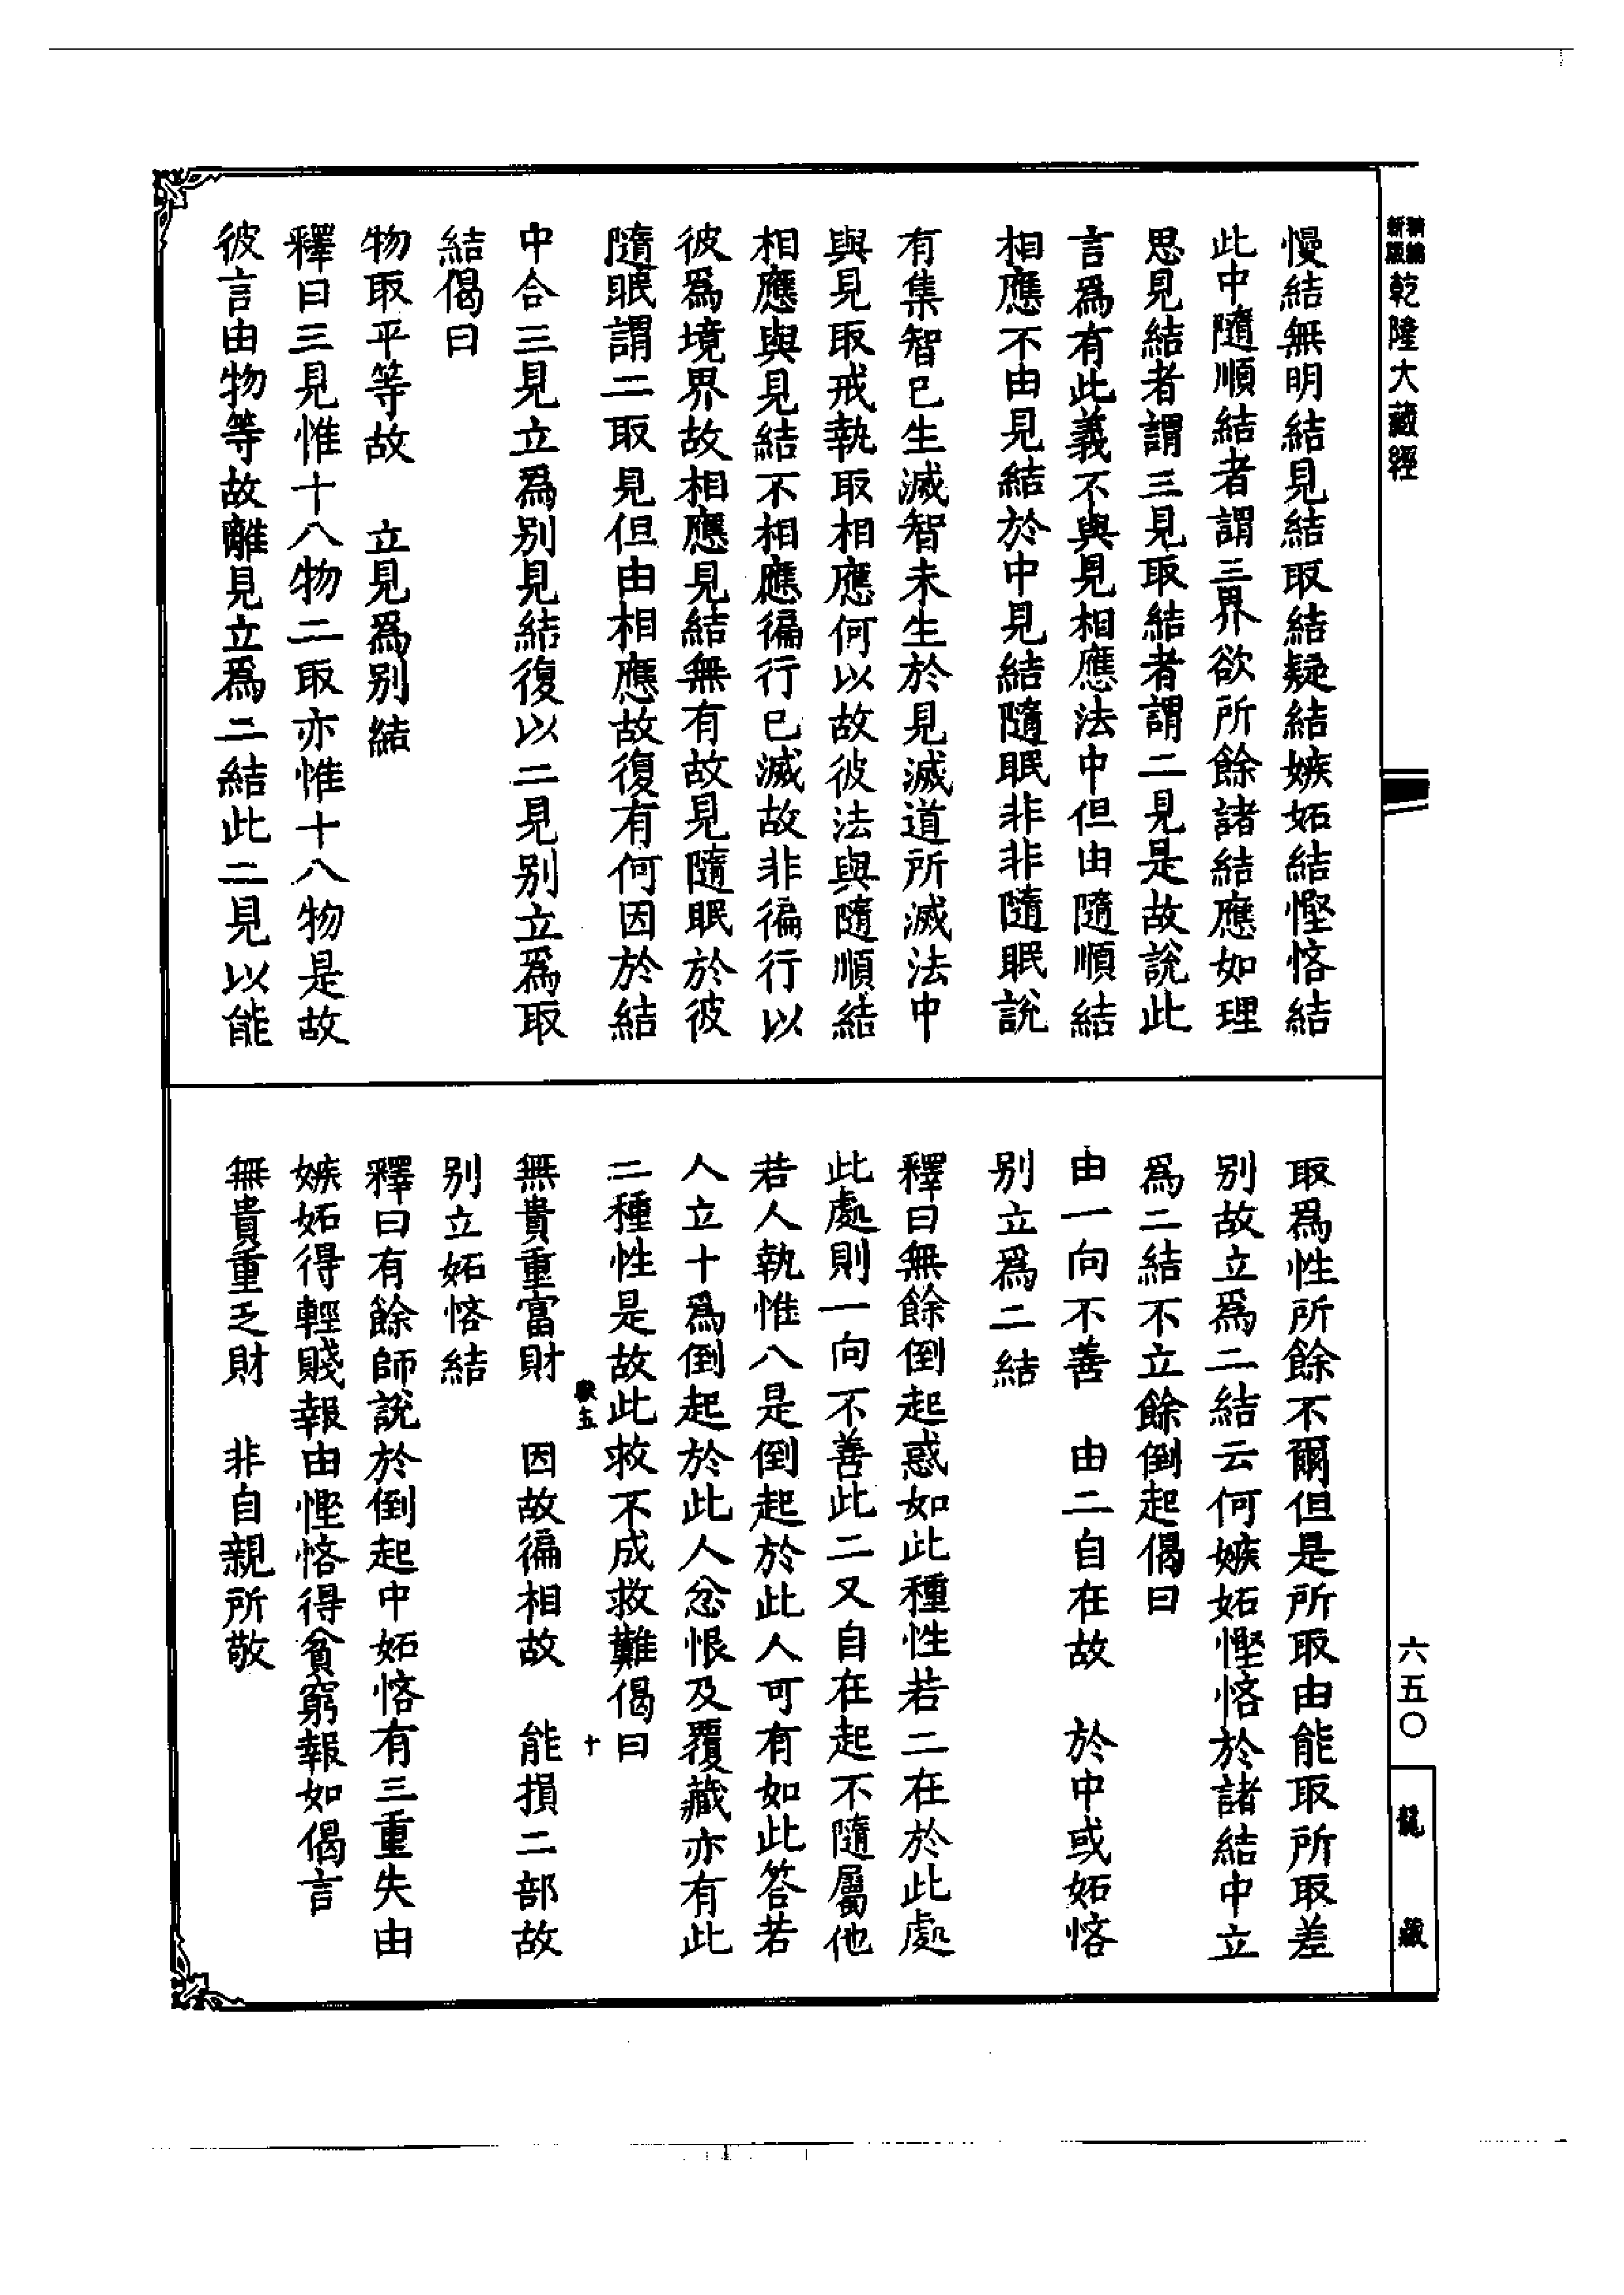 乾隆大藏經
慢結無明結見結取結疑結嫉妬結慳悋結
此中隨順結者謂三界欲所餘諸結應如理
思見結者謂三見取結者謂二見是故說此
言為有此義不與見相應法中但由隨順結
相應不由見結於中見結隨眠非非隨眠說
有集智已生滅智未生於見滅道所滅法中
與見取戒執取相應何以故彼法與隨順結
相應與見結不相應徧行已滅故非徧行以
彼為境界故相應見結無有故見隨眠於彼
隨眠謂二取見但由相應故復有何因於結
中合三見立為別見結復以二見別立為取
結偈曰
物取平等故　立見為別結
釋曰三見惟十八物二取亦惟十八物是故
彼言由物等故離見立為二結此二見以能
取為性所餘不爾但是所取由能取所取差
別故立為二結云何嫉妬慳悋於諸結中立
為二結不立餘倒起偈曰
由一向不善　由二自在故　於中或妬悋
別立為二結
釋曰無餘倒起惑如此種性若二在於此處
此處則一向不善此二又自在起不隨屬他
若人執惟八是倒起於此人可有如此答若
人立十為倒起於此人忿恨及覆藏亦有此
二種性是故此救不成救難偈曰
無貴重富財　因故徧相故　能損二部故
別立妬悋結
釋曰有餘師說於倒起中妬悋有三重失由
嫉妬得輕賤報由慳悋得貧窮報如偈言
無貴重乏財　非自親所敬
六五〇
龍藏